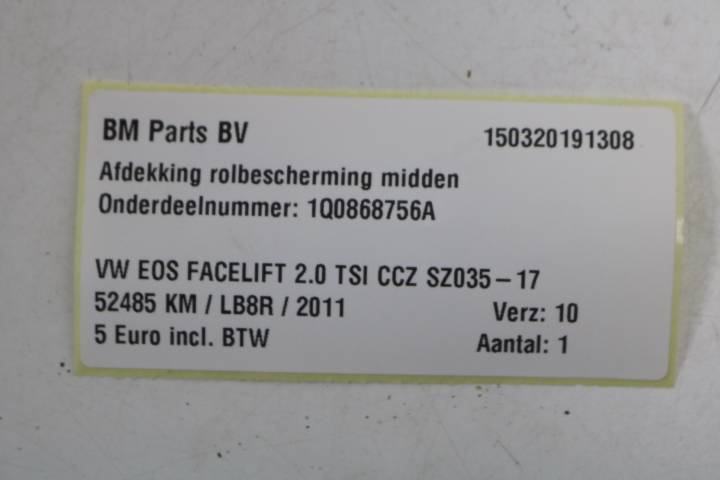 BM Parts BV 150320191308
Afdekking rolbescherming midden
Onderdeelnummer: 1Q0868756A
VW EOS FACELIFT 2.0 TSI CCZ SZ035-17
52485 KM / LB8R / 2011 Verz: 10
5 Euro incl. BTW Aantal: 1